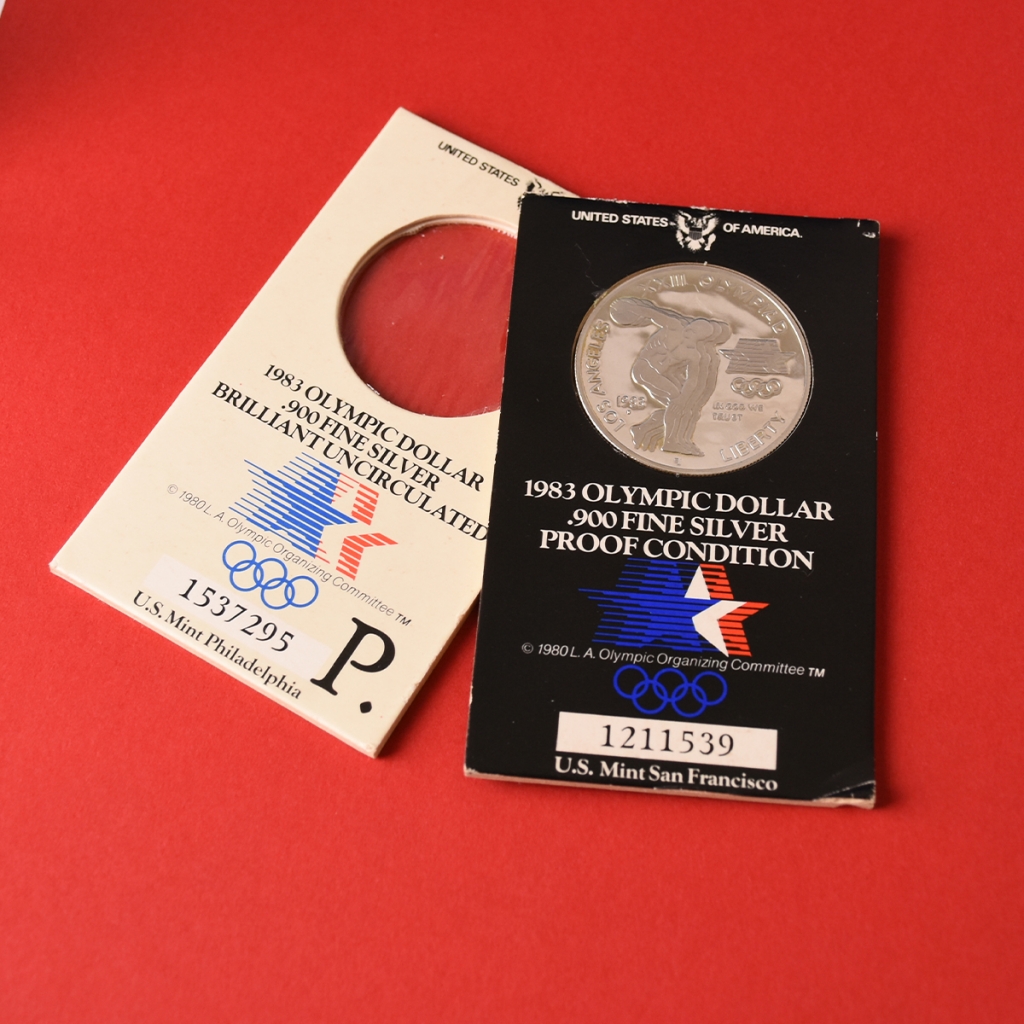 UNITED STATES
1983 OLYMPIC DOLLAR
.900 FINE SILVER
BRILLIANT UNCIRCULATED
© 1980 L. A. Olympic Organizing Committee ™
1537295
U.S. Mint Philadelphia
P.
UNITED STATES OF AMERICA.
LOS ANGELES XXIII OLYMPIAD
1983
S
IN GOD WE
TRUST
LIBERTY
1983 OLYMPIC DOLLAR
.900 FINE SILVER
PROOF CONDITION
© 1980 L. A. Olympic Organizing Committee TM
1211539
U.S. Mint San Francisco